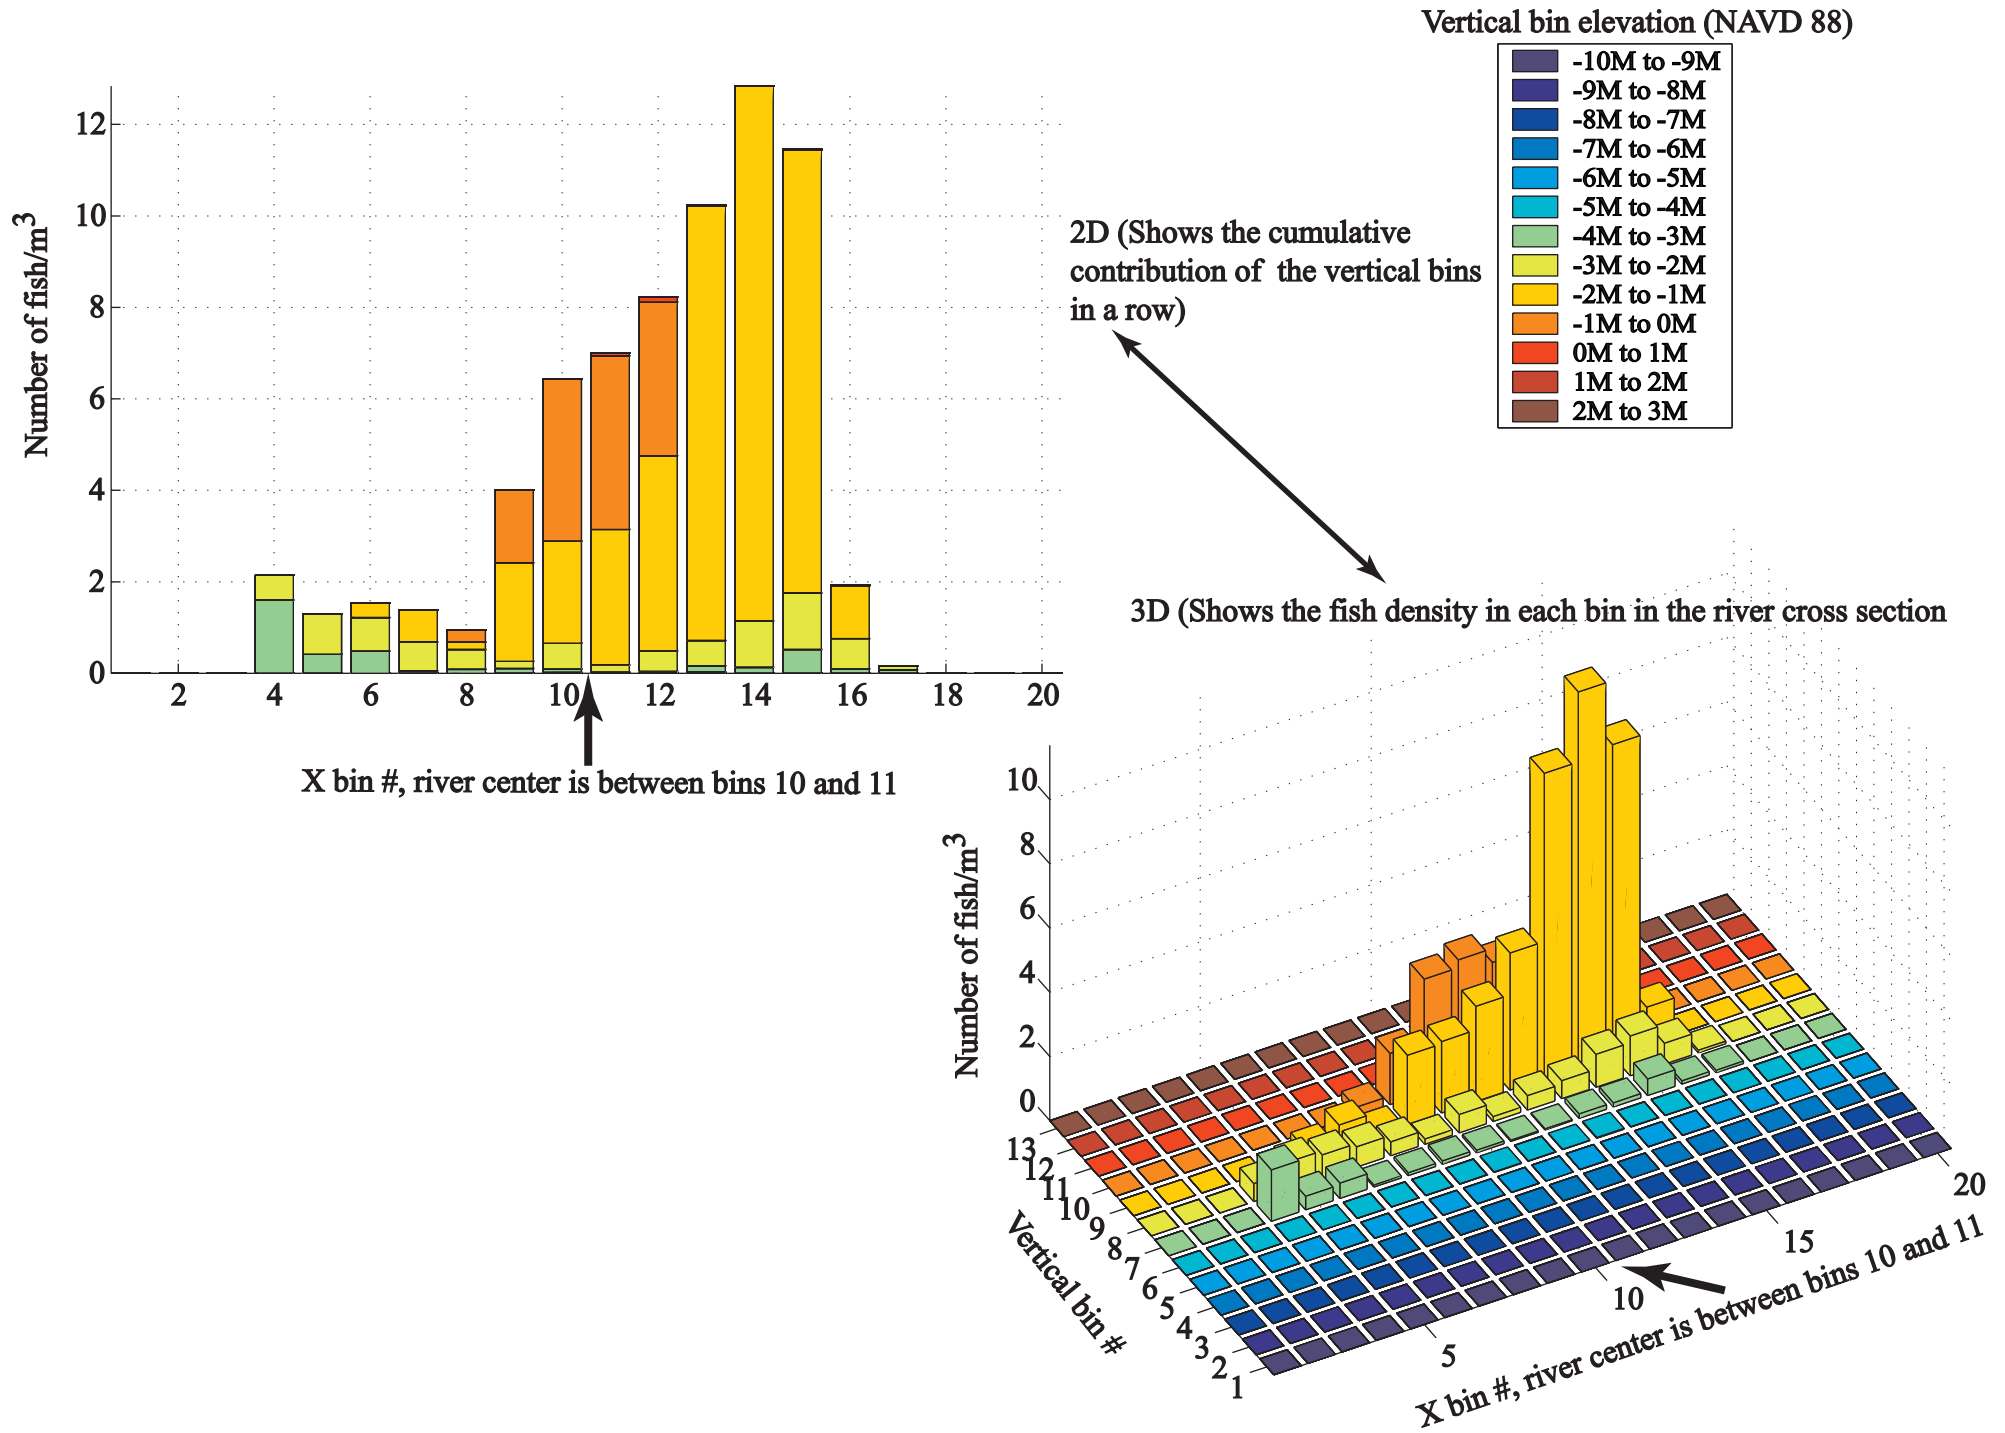 Vertical bin elevation (NAVD 88)
-10M to -9M
-9M to -8M
-8M to -7M
-7M to -6M
-6M to -5M
-5M to -4M
-4M to -3M
-3M to -2M
-2M to -1M
-1M to 0M
0M to 1M
1M to 2M
2M to 3M
Number of fish/m³
12
10
8
6
4
2
0
2
4
6
8
10
12
14
16
18
20
X bin #, river center is between bins 10 and 11
2D (Shows the cumulative
contribution of the vertical bins
in a row)
3D (Shows the fish density in each bin in the river cross section
Number of fish/m³
10
8
6
4
2
0
13
12
11
10
9
8
7
6
5
4
3
2
1
Vertical bin #
5
10
15
20
X bin #, river center is between bins 10 and 11